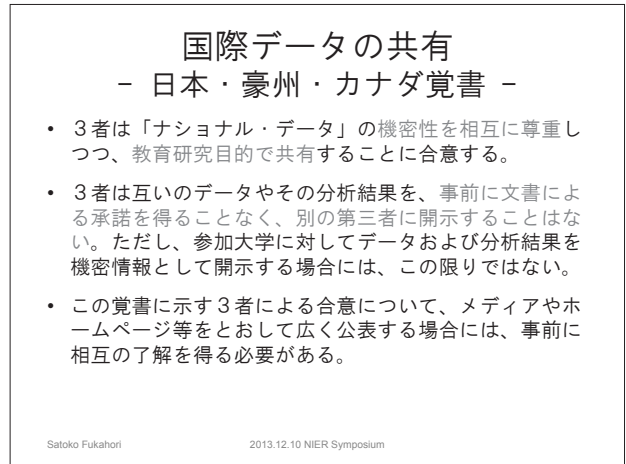 国際データの共有
– 日本・豪州・カナダ覚書 –
• ３者は「ナショナル・データ」の機密性を相互に尊重し
つつ、教育研究目的で共有することに合意する。
• ３者は互いのデータやその分析結果を、事前に文書によ
る承諾を得ることなく、別の第三者に開示することはな
い。ただし、参加大学に対してデータおよび分析結果を
機密情報として開示する場合には、この限りではない。
• この覚書に示す３者による合意について、メディアやホ
ームページ等をとおして広く公表する場合には、事前に
相互の了解を得る必要がある。
Satoko Fukahori 2013.12.10 NIER Symposium